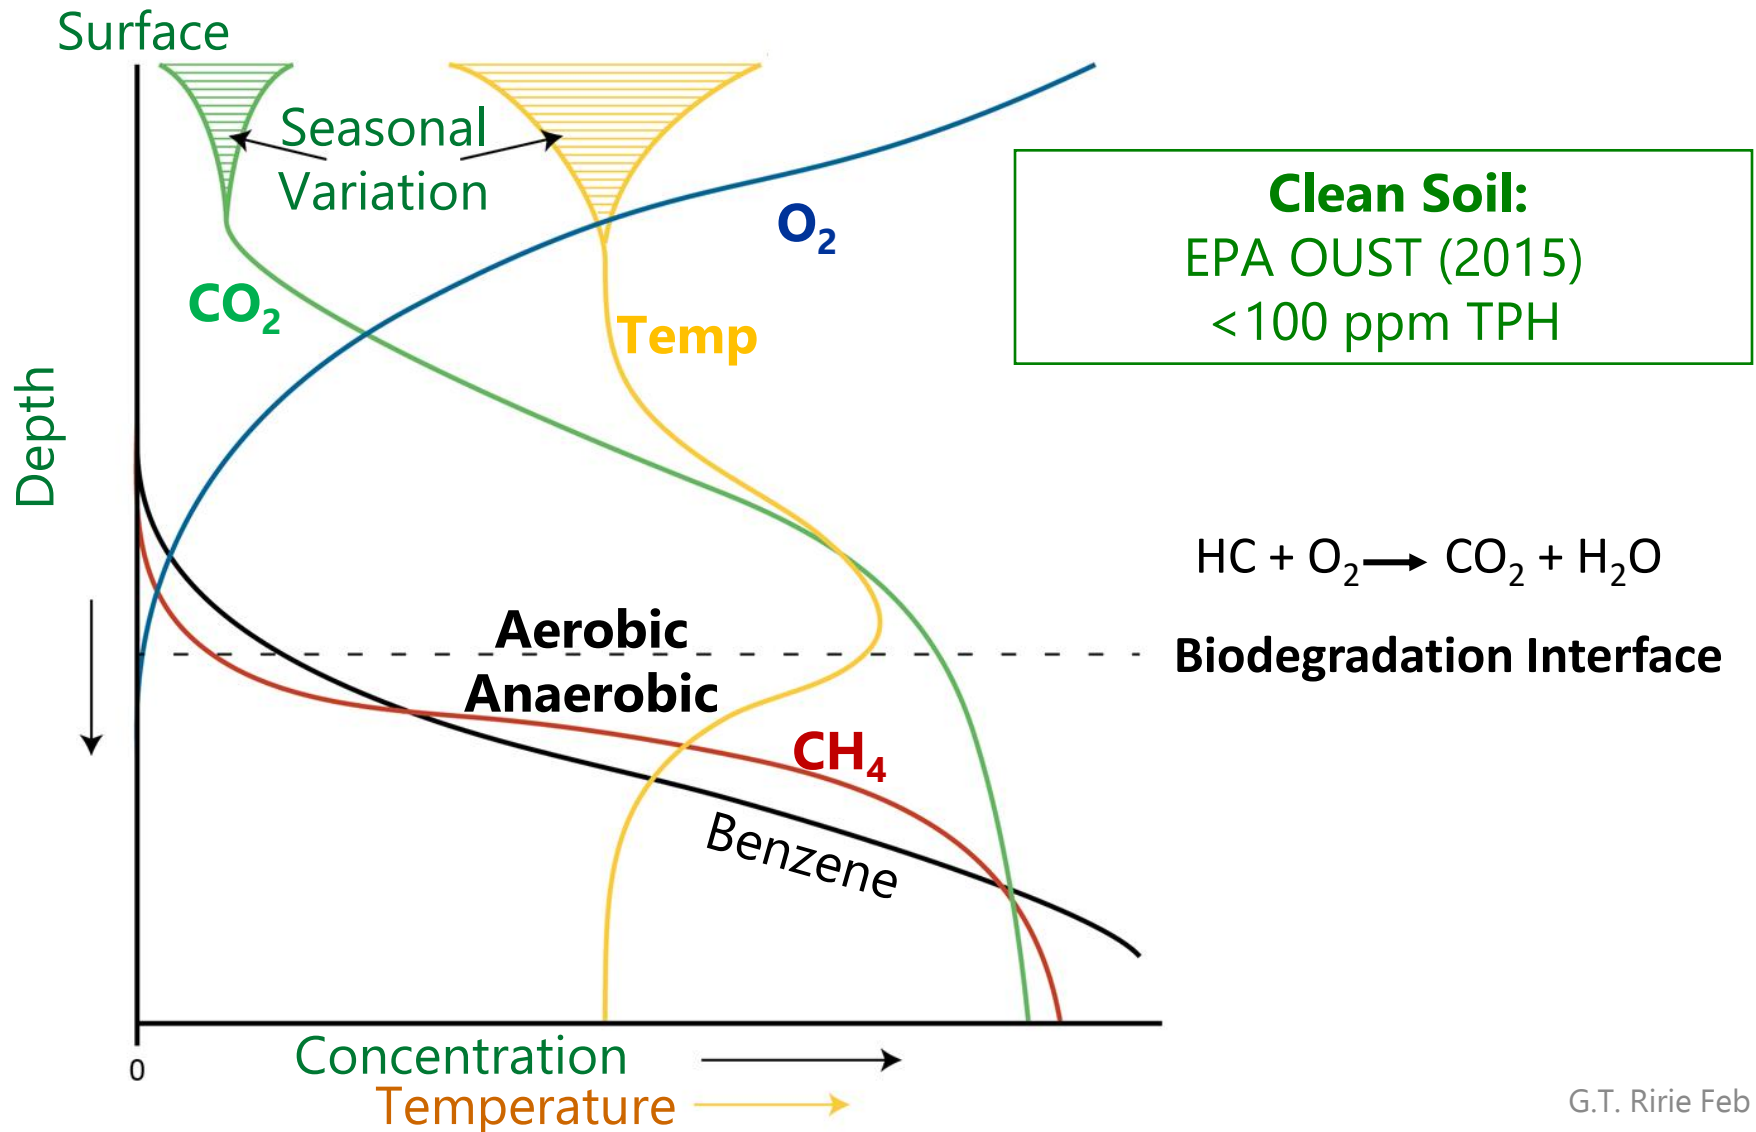 Surface
Seasonal
Variation
O₂
CO₂
Temp
Clean Soil:
EPA OUST (2015)
<100 ppm TPH
Depth
HC + O₂ → CO₂ + H₂O
Aerobic
Biodegradation Interface
Anaerobic
CH₄
Benzene
0
Concentration
Temperature
G.T. Ririe Feb